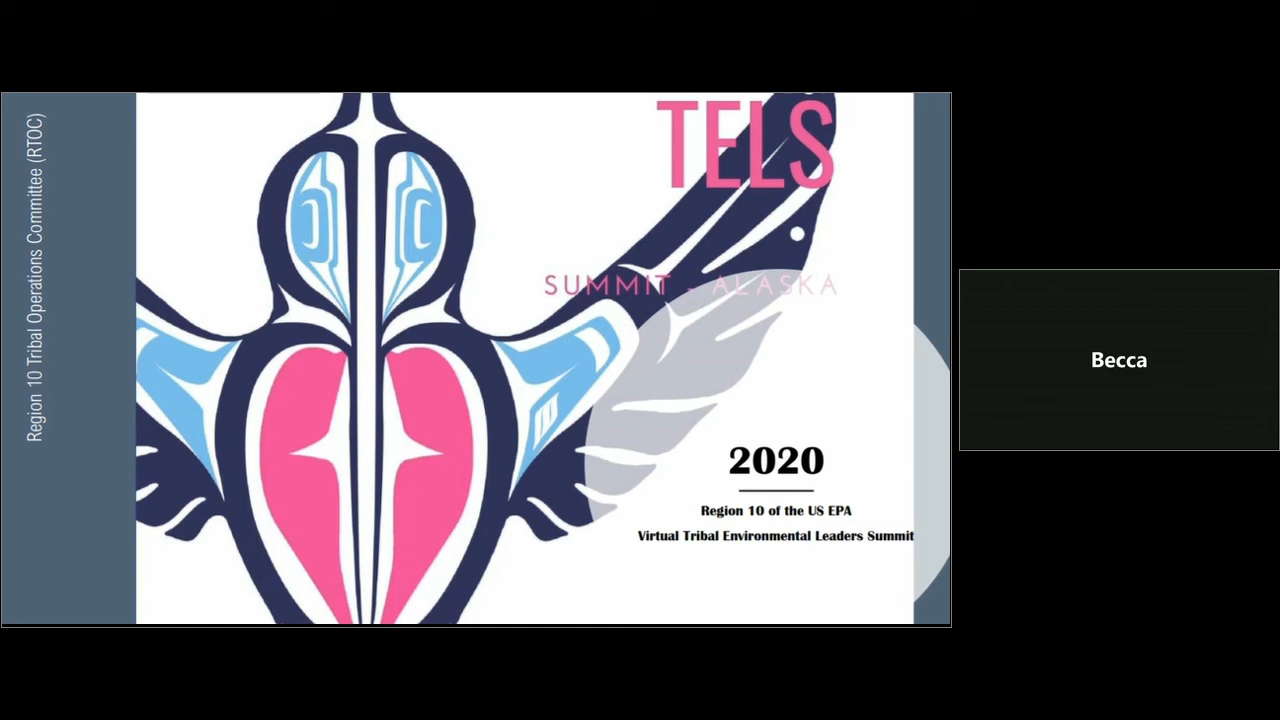 Region 10 Tribal Operations Committee (RTOC)
TELS
SUMMIT - ALASKA
2020
Region 10 of the US EPA
Virtual Tribal Environmental Leaders Summit
Becca